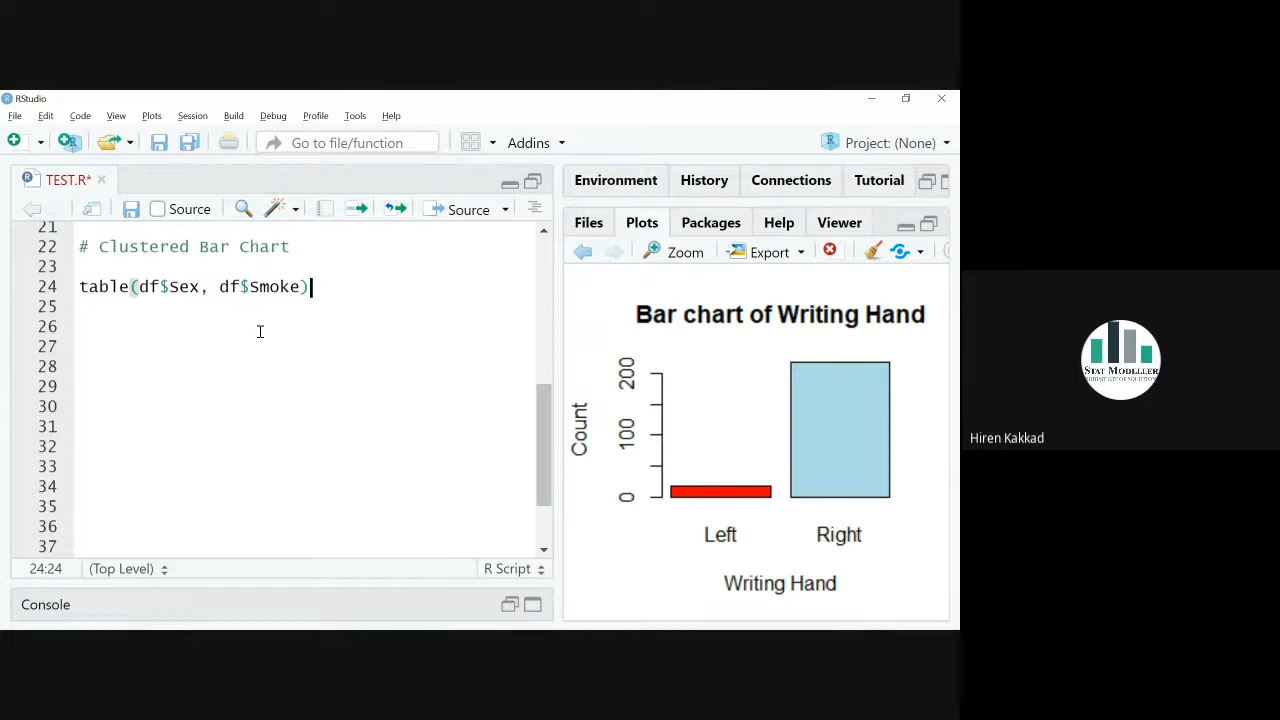 RStudio
File Edit Code View Plots Session Build Debug Profile Tools Help
Go to file/function
Addins
Project: (None)
TEST.R*
Source
Source
21
22 # Clustered Bar Chart
23
24 table(df$Sex, df$Smoke)
25
26
27
28
29
30
31
32
33
34
35
36
37
24:24 (Top Level) R Script
Console
Environment History Connections Tutorial
Files Plots Packages Help Viewer
Zoom Export
Bar chart of Writing Hand
Count
200
100
0
Left Right
Writing Hand
STAT MODELLER
Hiren Kakkad